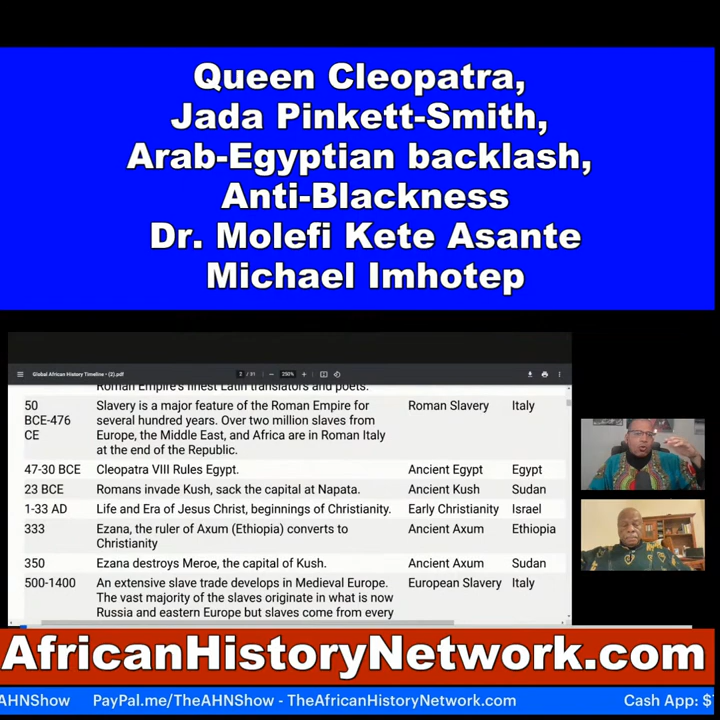 Queen Cleopatra,
Jada Pinkett-Smith,
Arab-Egyptian backlash,
Anti-Blackness
Dr. Molefi Kete Asante
Michael Imhotep
Global African History Timeline - (2).pdf
2 / 31
250%
Roman Empire's finest Latin translators and poets.
50 Slavery is a major feature of the Roman Empire for Roman Slavery Italy
BCE-476 several hundred years. Over two million slaves from
CE Europe, the Middle East, and Africa are in Roman Italy
at the end of the Republic.
47-30 BCE Cleopatra VIII Rules Egypt. Ancient Egypt Egypt
23 BCE Romans invade Kush, sack the capital at Napata. Ancient Kush Sudan
1-33 AD Life and Era of Jesus Christ, beginnings of Christianity. Early Christianity Israel
333 Ezana, the ruler of Axum (Ethiopia) converts to Ancient Axum Ethiopia
Christianity
350 Ezana destroys Meroe, the capital of Kush. Ancient Axum Sudan
500-1400 An extensive slave trade develops in Medieval Europe. European Slavery Italy
The vast majority of the slaves originate in what is now
Russia and eastern Europe but slaves come from every
AfricanHistoryNetwork.com
AHNShow PayPal.me/TheAHNShow - TheAfricanHistoryNetwork.com Cash App: $